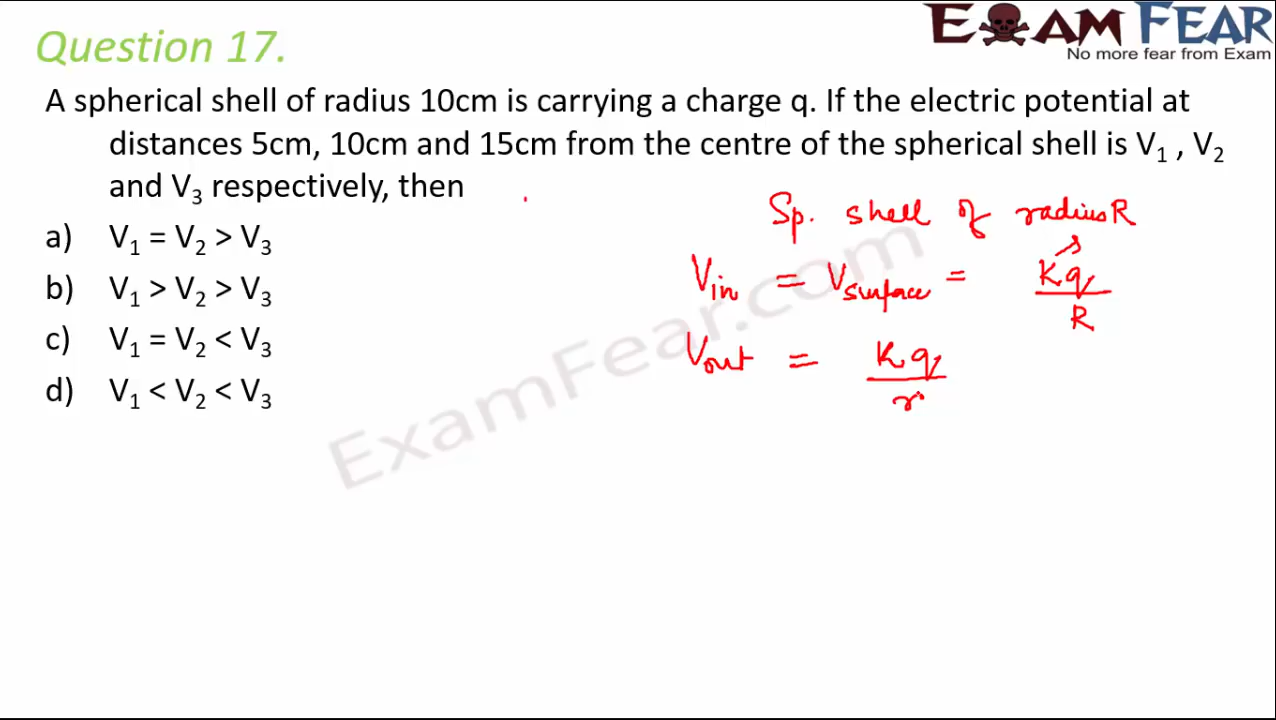 EXAM FEAR
No more fear from Exam
Question 17.
A spherical shell of radius 10cm is carrying a charge q. If the electric potential at
distances 5cm, 10cm and 15cm from the centre of the spherical shell is V₁ , V₂
and V₃ respectively, then
a) V₁ = V₂ > V₃
b) V₁ > V₂ > V₃
c) V₁ = V₂ < V₃
d) V₁ < V₂ < V₃
Sp. shell of radius R
Vin = Vsurface = Kq/R
Vout = Kq/r
ExamFear.com